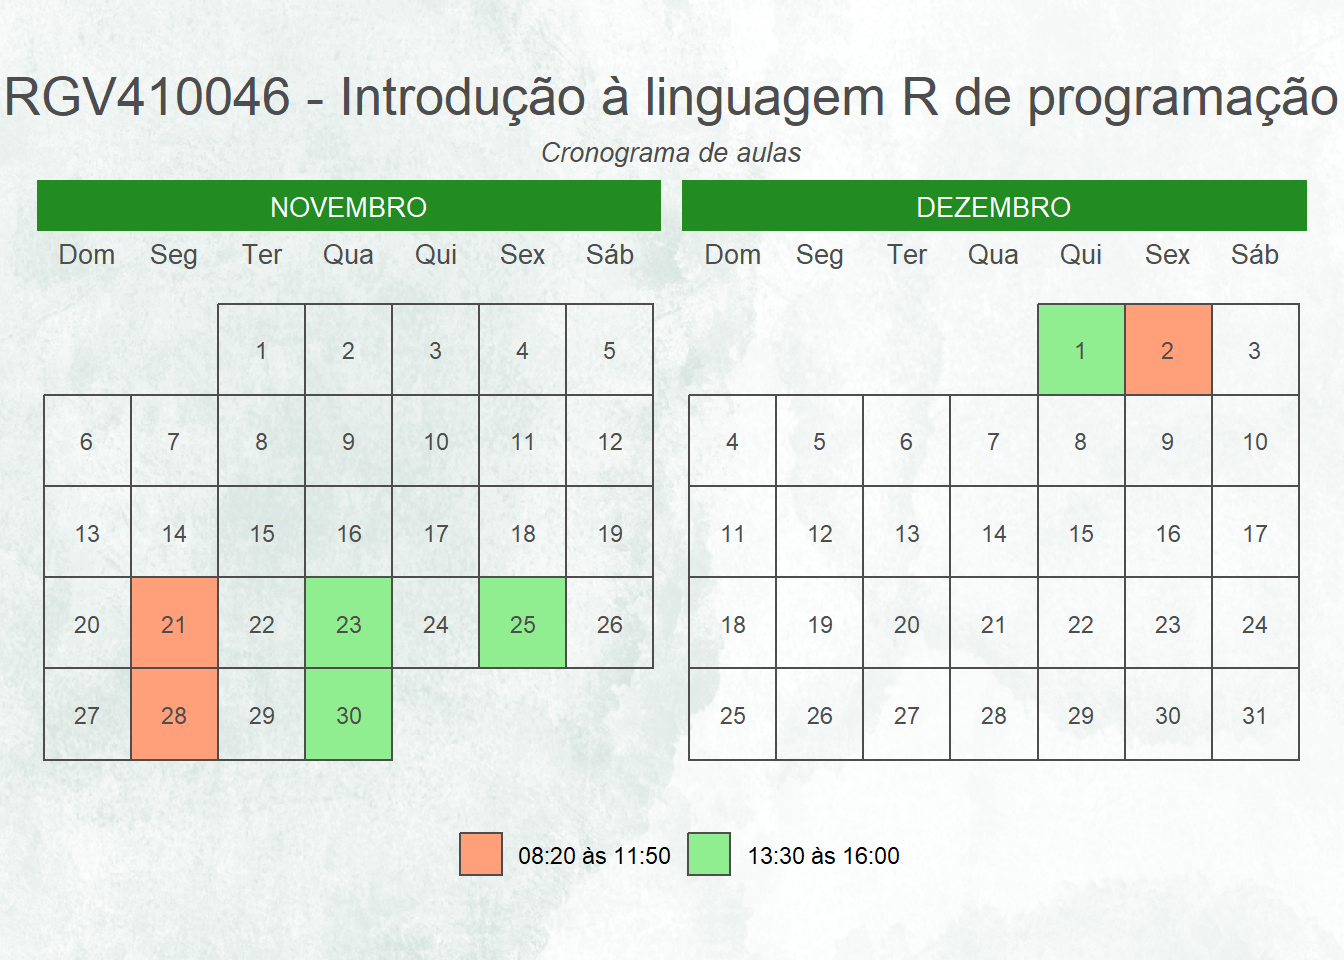 RGV410046 - Introdução à linguagem R de programação
Cronograma de aulas
NOVEMBRO
Dom Seg Ter Qua Qui Sex Sáb
1 2 3 4 5
6 7 8 9 10 11 12
13 14 15 16 17 18 19
20 21 22 23 24 25 26
27 28 29 30
DEZEMBRO
Dom Seg Ter Qua Qui Sex Sáb
1 2 3
4 5 6 7 8 9 10
11 12 13 14 15 16 17
18 19 20 21 22 23 24
25 26 27 28 29 30 31
08:20 às 11:50 13:30 às 16:00